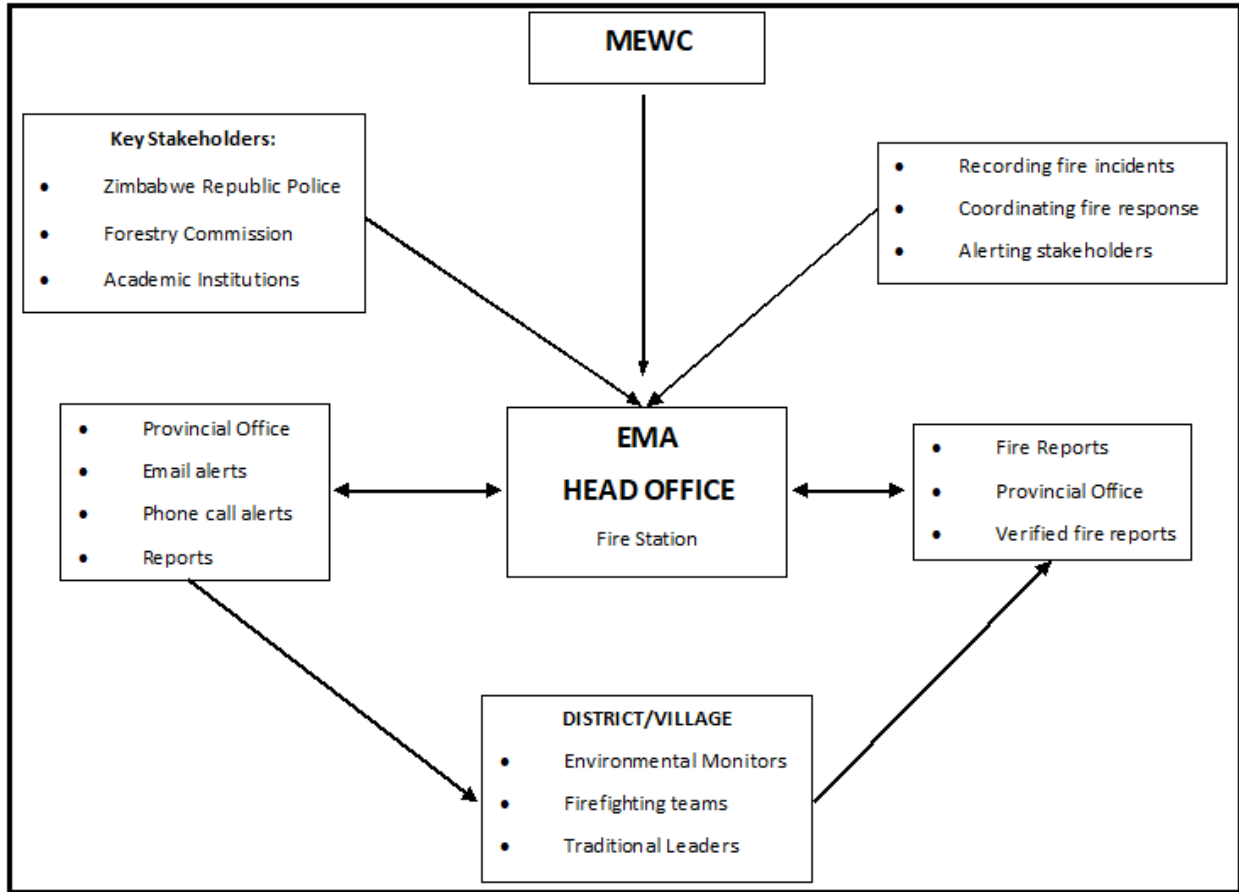 MEWC
Key Stakeholders:
• Zimbabwe Republic Police
• Forestry Commission
• Academic Institutions
• Recording fire incidents
• Coordinating fire response
• Alerting stakeholders
• Provincial Office
• Email alerts
• Phone call alerts
• Reports
EMA
HEAD OFFICE
Fire Station
• Fire Reports
• Provincial Office
• Verified fire reports
DISTRICT/VILLAGE
• Environmental Monitors
• Firefighting teams
• Traditional Leaders